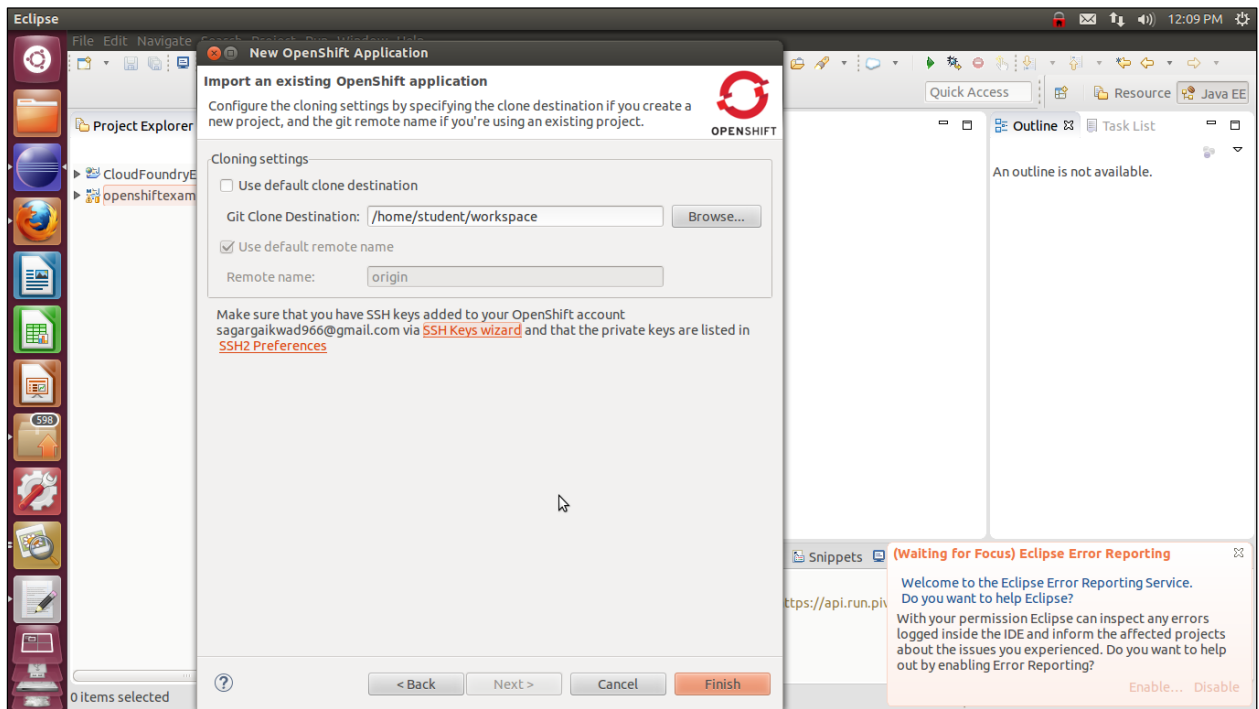 Eclipse
12:09 PM
File Edit Navigate Search Project Run Window Help
New OpenShift Application
Import an existing OpenShift application
Configure the cloning settings by specifying the clone destination if you create a
new project, and the git remote name if you're using an existing project.
OPENSHIFT
Quick Access
Resource
Java EE
Project Explorer
CloudFoundryE
openshiftexam
Cloning settings
Use default clone destination
Git Clone Destination:
/home/student/workspace
Browse...
Use default remote name
Remote name:
origin
Make sure that you have SSH keys added to your OpenShift account
sagargaikwad966@gmail.com via SSH Keys wizard and that the private keys are listed in
SSH2 Preferences
Outline
Task List
An outline is not available.
598
Snippets
ttps://api.run.piv
(Waiting for Focus) Eclipse Error Reporting
Welcome to the Eclipse Error Reporting Service.
Do you want to help Eclipse?
With your permission Eclipse can inspect any errors
logged inside the IDE and inform the affected projects
about the issues you experienced. Do you want to help
out by enabling Error Reporting?
Enable... Disable
?
< Back
Next >
Cancel
Finish
0 items selected